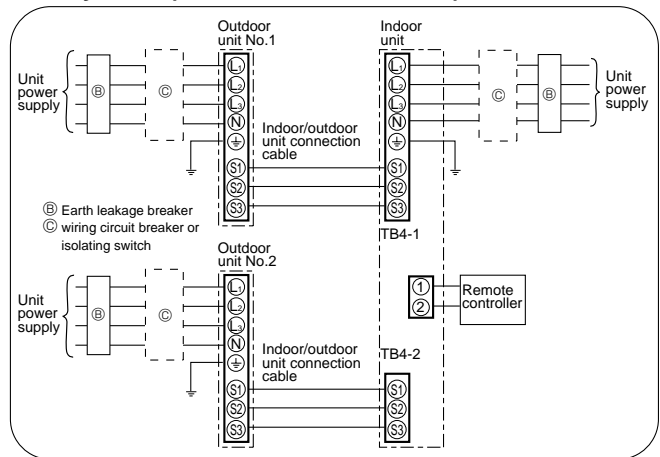 Outdoor
unit No.1
Indoor
unit
Unit
power
supply
Ⓑ
Ⓒ
L1
L2
L3
N
S1
S2
S3
Indoor/outdoor
unit connection
cable
L1
L2
L3
N
S1
S2
S3
TB4-1
Ⓒ
Ⓑ
Unit
power
supply
Ⓑ Earth leakage breaker
Ⓒ wiring circuit breaker or
isolating switch
Outdoor
unit No.2
Unit
power
supply
Ⓑ
Ⓒ
L1
L2
L3
N
S1
S2
S3
Indoor/outdoor
unit connection
cable
1
2
Remote
controller
TB4-2
S1
S2
S3